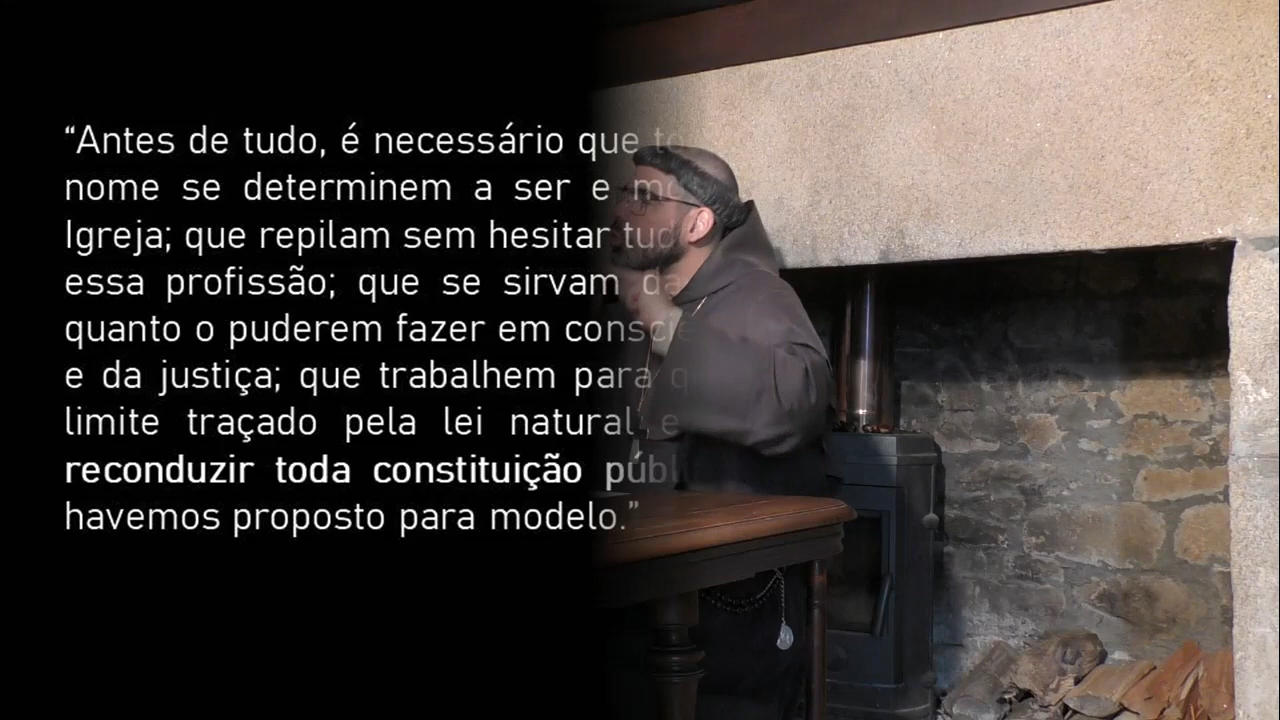 “Antes de tudo, é necessário que
nome se determinem a ser e
Igreja; que repilam sem hesitar
essa profissão; que se sirvam
quanto o puderem fazer em
e da justiça; que trabalhem para
limite traçado pela lei natural e
reconduzir toda constituição
havemos proposto para modelo.”